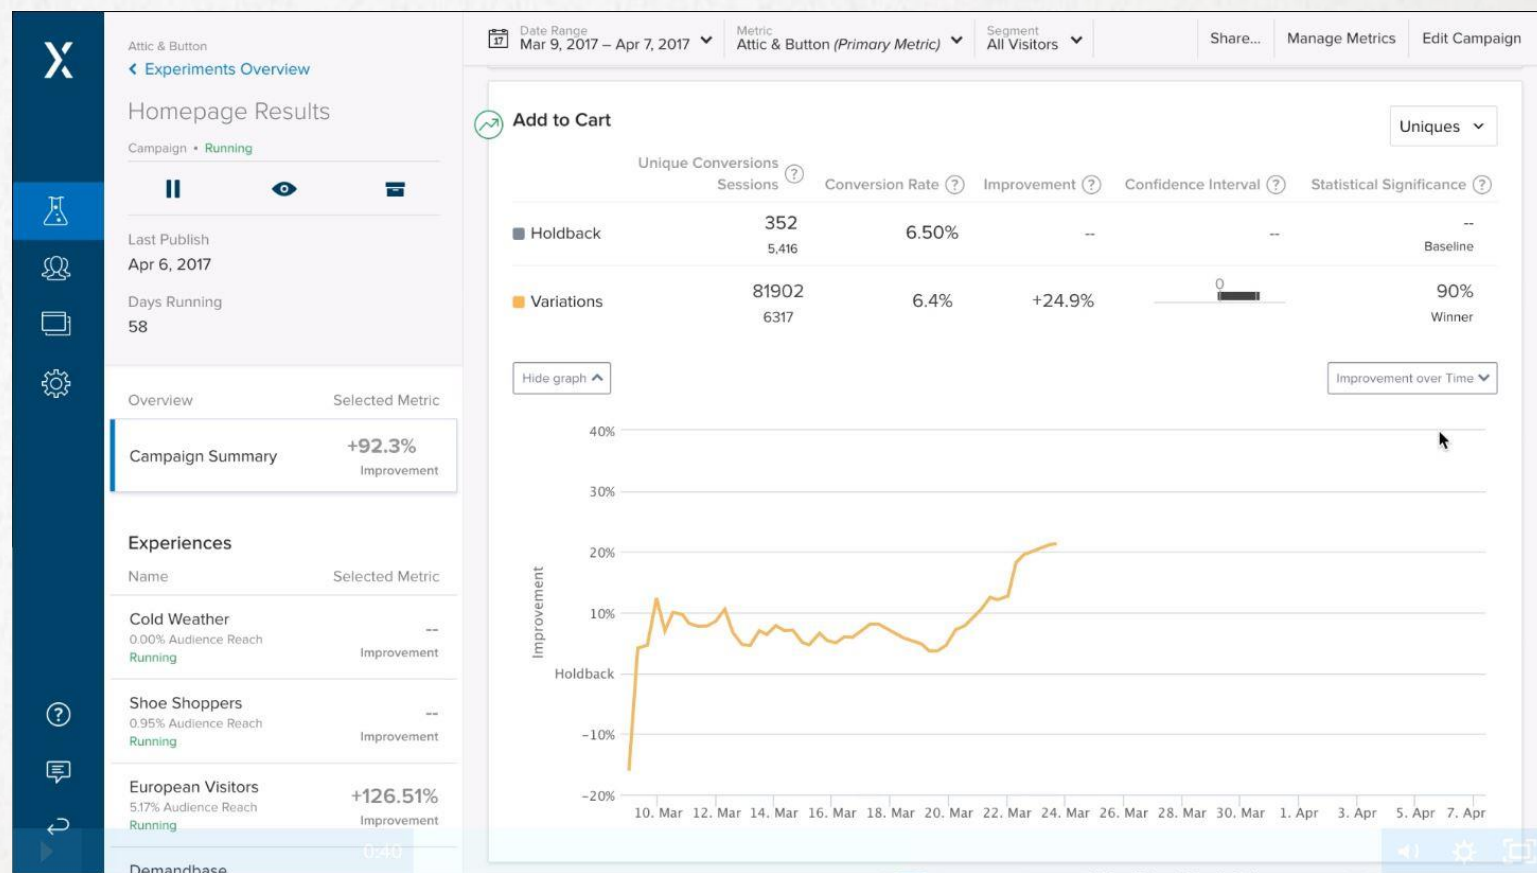 Attic & Button
Experiments Overview
Homepage Results
Campaign • Running
Last Publish
Apr 6, 2017
Days Running
58
Overview Selected Metric
Campaign Summary +92.3%
Improvement
Experiences
Name Selected Metric
Cold Weather --
0.00% Audience Reach
Running Improvement
Shoe Shoppers --
0.95% Audience Reach
Running Improvement
European Visitors +126.51%
5.17% Audience Reach
Running Improvement
Demandbase
0:40
17
Date Range
Mar 9, 2017 – Apr 7, 2017
Metric
Attic & Button (Primary Metric)
Segment
All Visitors
Share...
Manage Metrics
Edit Campaign
Add to Cart
Uniques
Unique Conversions
Sessions
Conversion Rate
Improvement
Confidence Interval
Statistical Significance
Holdback 352 6.50% -- -- --
5,416 Baseline
Variations 81902 6.4% +24.9% 0 90%
6317 Winner
Hide graph
Improvement over Time
Improvement
40%
30%
20%
10%
Holdback
−10%
−20%
10. Mar 12. Mar 14. Mar 16. Mar 18. Mar 20. Mar 22. Mar 24. Mar 26. Mar 28. Mar 30. Mar 1. Apr 3. Apr 5. Apr 7. Apr